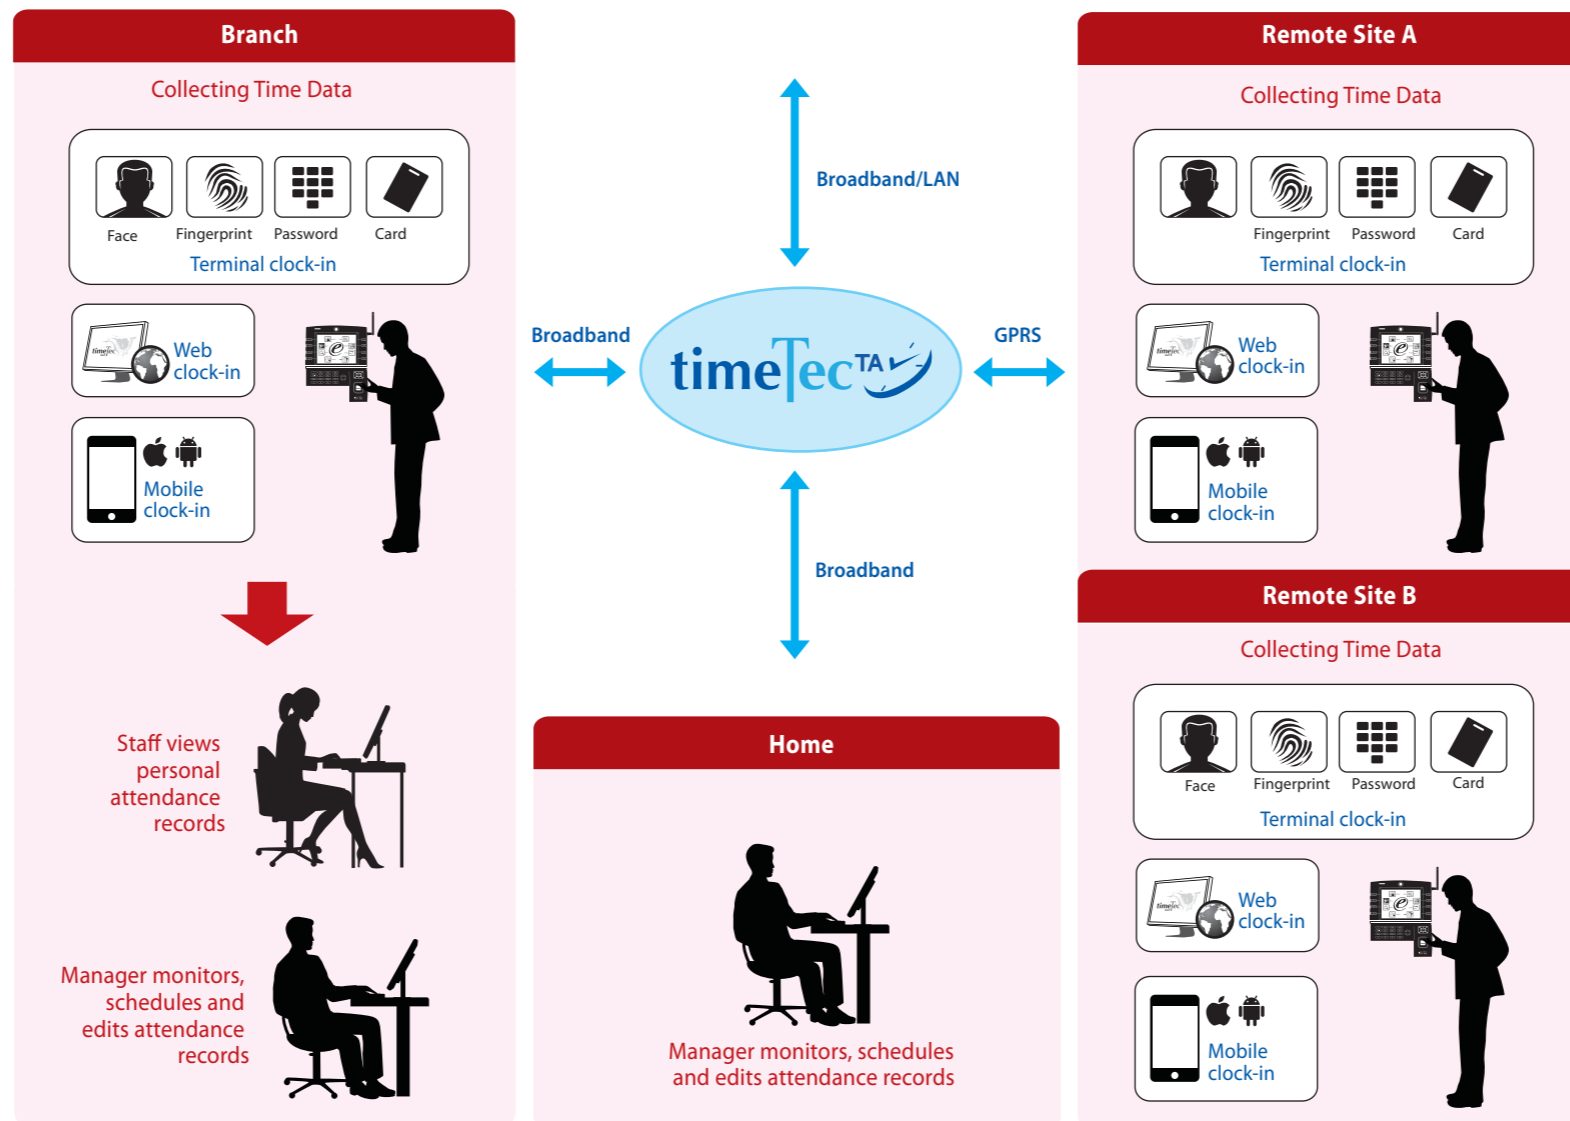 Branch
Collecting Time Data
Face
Fingerprint
Password
Card
Terminal clock-in
timeTec
Web
clock-in
Mobile
clock-in
Staff views
personal
attendance
records
Manager monitors,
schedules and
edits attendance
records
Broadband/LAN
Broadband
timeTec TA
GPRS
Broadband
Home
Manager monitors, schedules
and edits attendance records
Remote Site A
Collecting Time Data
Fingerprint
Password
Card
Terminal clock-in
timeTec
Web
clock-in
Mobile
clock-in
Remote Site B
Collecting Time Data
Face
Fingerprint
Password
Card
Terminal clock-in
timeTec
Web
clock-in
Mobile
clock-in